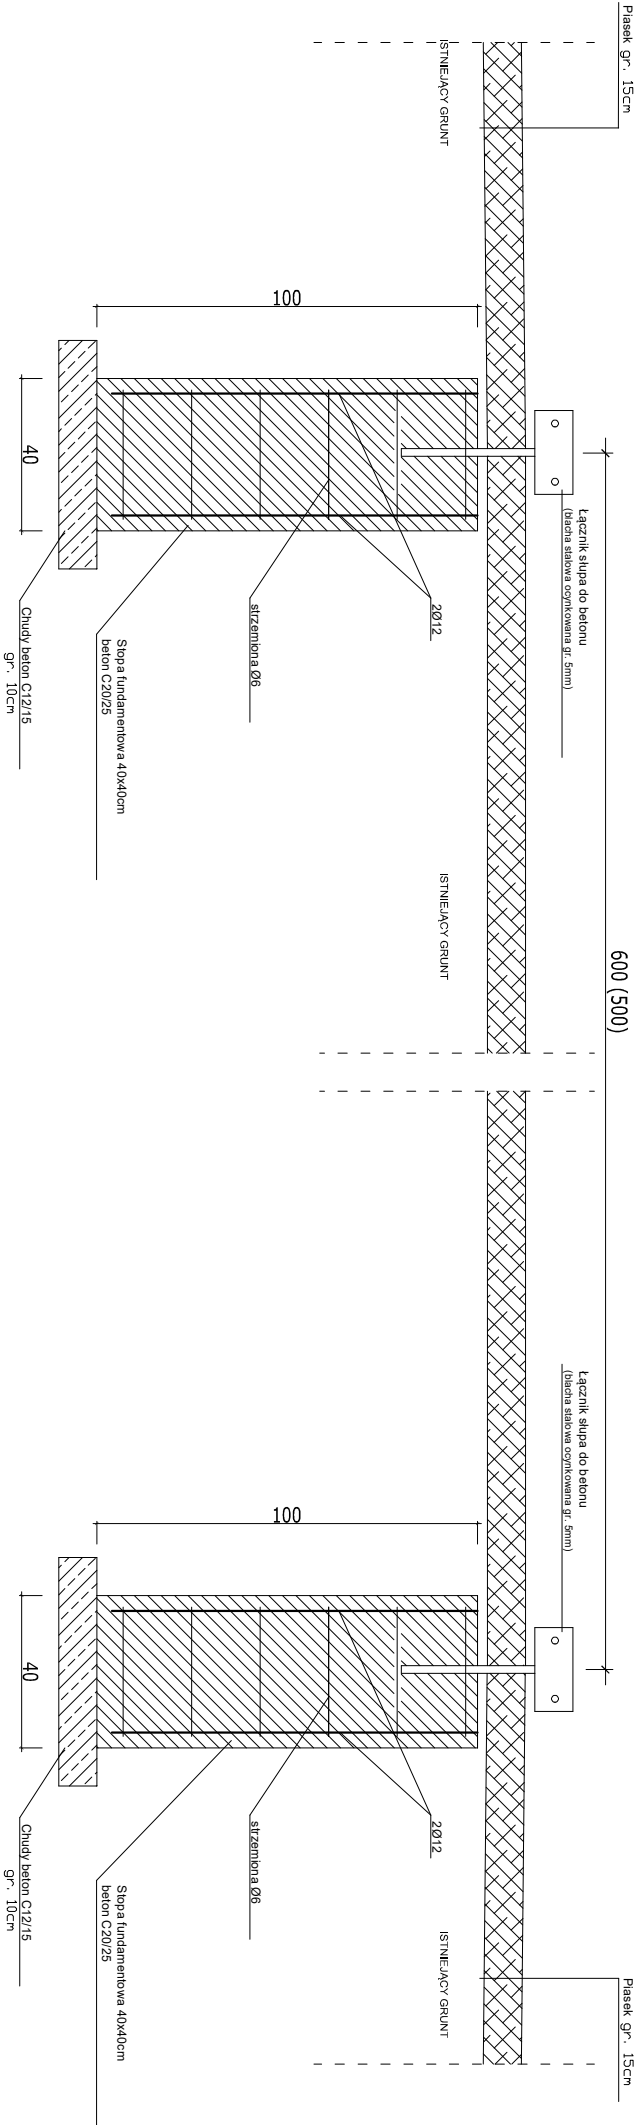 Piasek gr. 15cm
ISTNIEJĄCY GRUNT
100
40
Łącznik słupa do betonu
(blacha stalowa ocynkowana gr. 5mm)
2Ø12
strzemiona Ø6
Stopa fundamentowa 40x40cm
beton C20/25
Chudy beton C12/15
gr. 10cm
600 (500)
ISTNIEJĄCY GRUNT
Łącznik słupa do betonu
(blacha stalowa ocynkowana gr. 5mm)
100
40
2Ø12
strzemiona Ø6
Stopa fundamentowa 40x40cm
beton C20/25
Chudy beton C12/15
gr. 10cm
ISTNIEJĄCY GRUNT
Piasek gr. 15cm